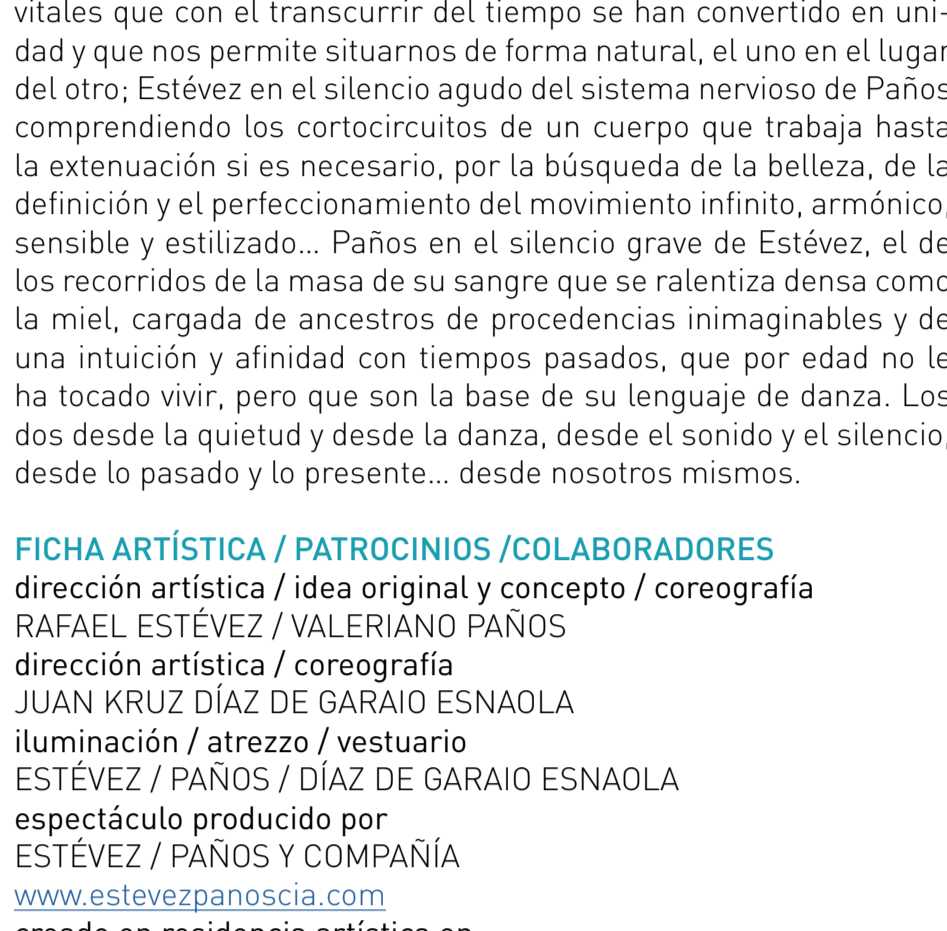 vitales que con el transcurrir del tiempo se han convertido en uni-
dad y que nos permite situarnos de forma natural, el uno en el lugar
del otro; Estévez en el silencio agudo del sistema nervioso de Paños
comprendiendo los cortocircuitos de un cuerpo que trabaja hasta
la extenuación si es necesario, por la búsqueda de la belleza, de la
definición y el perfeccionamiento del movimiento infinito, armónico,
sensible y estilizado... Paños en el silencio grave de Estévez, el de
los recorridos de la masa de su sangre que se ralentiza densa como
la miel, cargada de ancestros de procedencias inimaginables y de
una intuición y afinidad con tiempos pasados, que por edad no le
ha tocado vivir, pero que son la base de su lenguaje de danza. Los
dos desde la quietud y desde la danza, desde el sonido y el silencio,
desde lo pasado y lo presente... desde nosotros mismos.
FICHA ARTÍSTICA / PATROCINIOS /COLABORADORES
dirección artística / idea original y concepto / coreografía
RAFAEL ESTÉVEZ / VALERIANO PAÑOS
dirección artística / coreografía
JUAN KRUZ DÍAZ DE GARAIO ESNAOLA
iluminación / atrezzo / vestuario
ESTÉVEZ / PAÑOS / DÍAZ DE GARAIO ESNAOLA
espectáculo producido por
ESTÉVEZ / PAÑOS Y COMPAÑÍA
www.estevezpanoscia.com
creado en residencia artística en